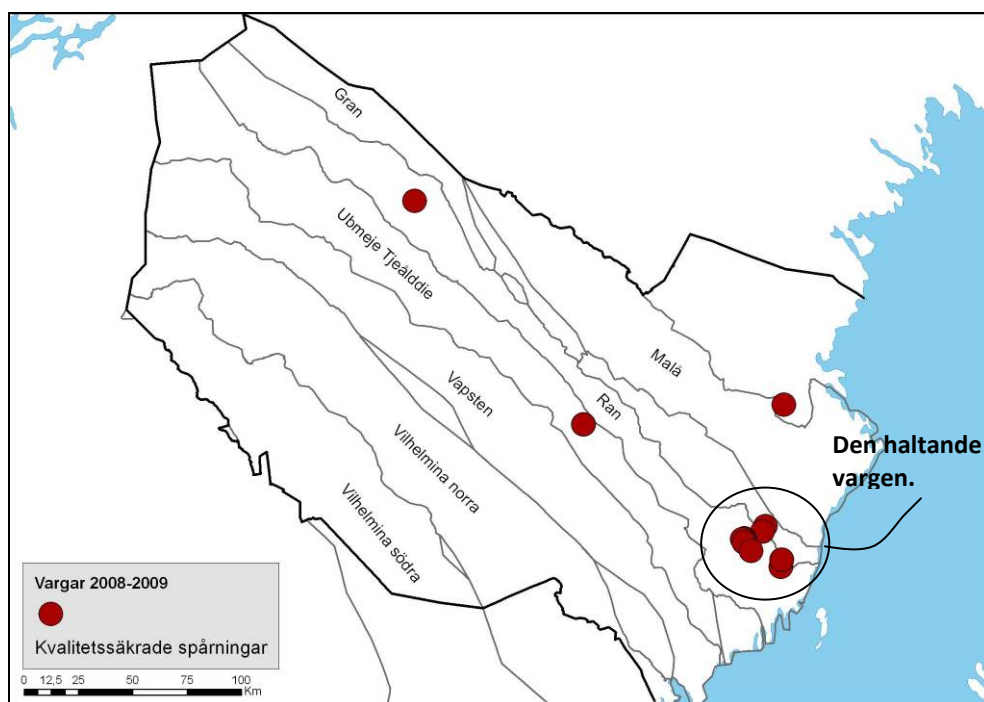 Gran
Ubmeje Tjeälddie
Malå
Ran
Vapsten
Vilhelmina norra
Vilhelmina södra
Den haltande
vargen.
Vargar 2008-2009
Kvalitetssäkrade spårningar
0 12,5 25 50 75 100
Km